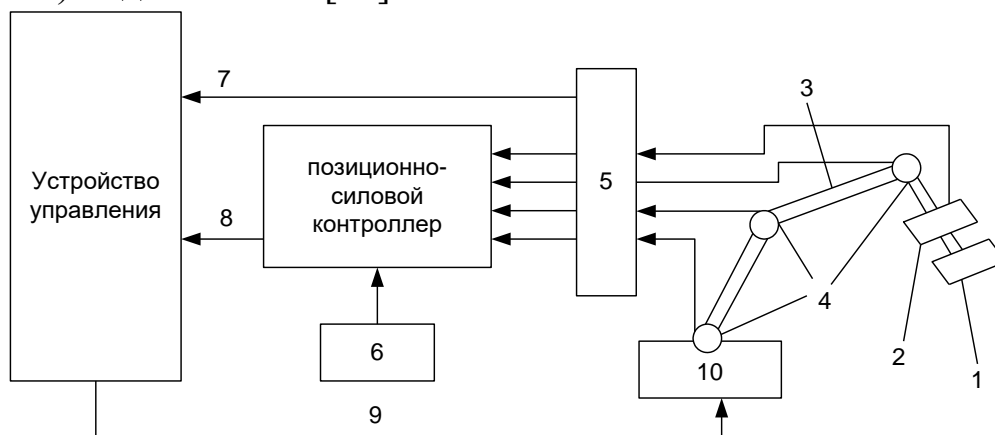 7
3
Устройство
управления
позиционно-
силовой
контроллер
5
8
4
6
10
2
1
9